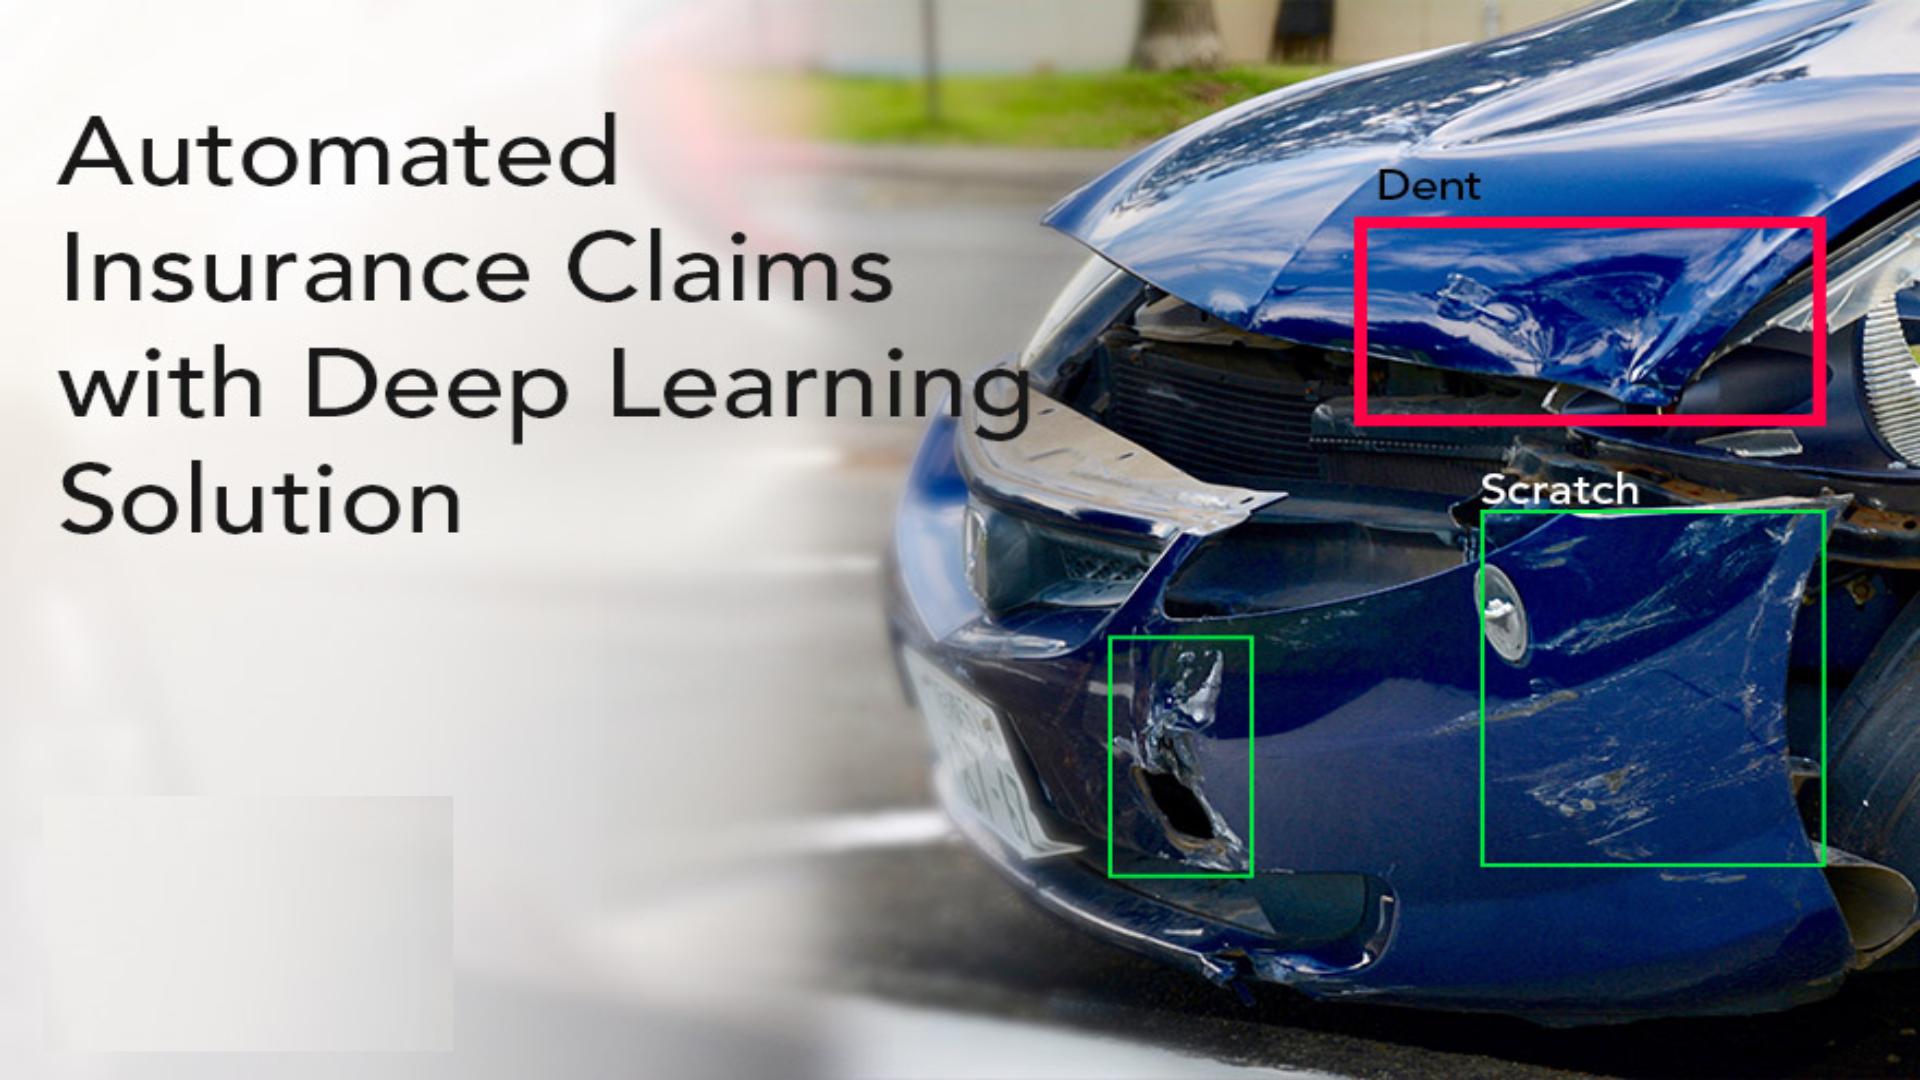 Automated
Insurance Claims
with Deep Learning
Solution
Dent
Scratch